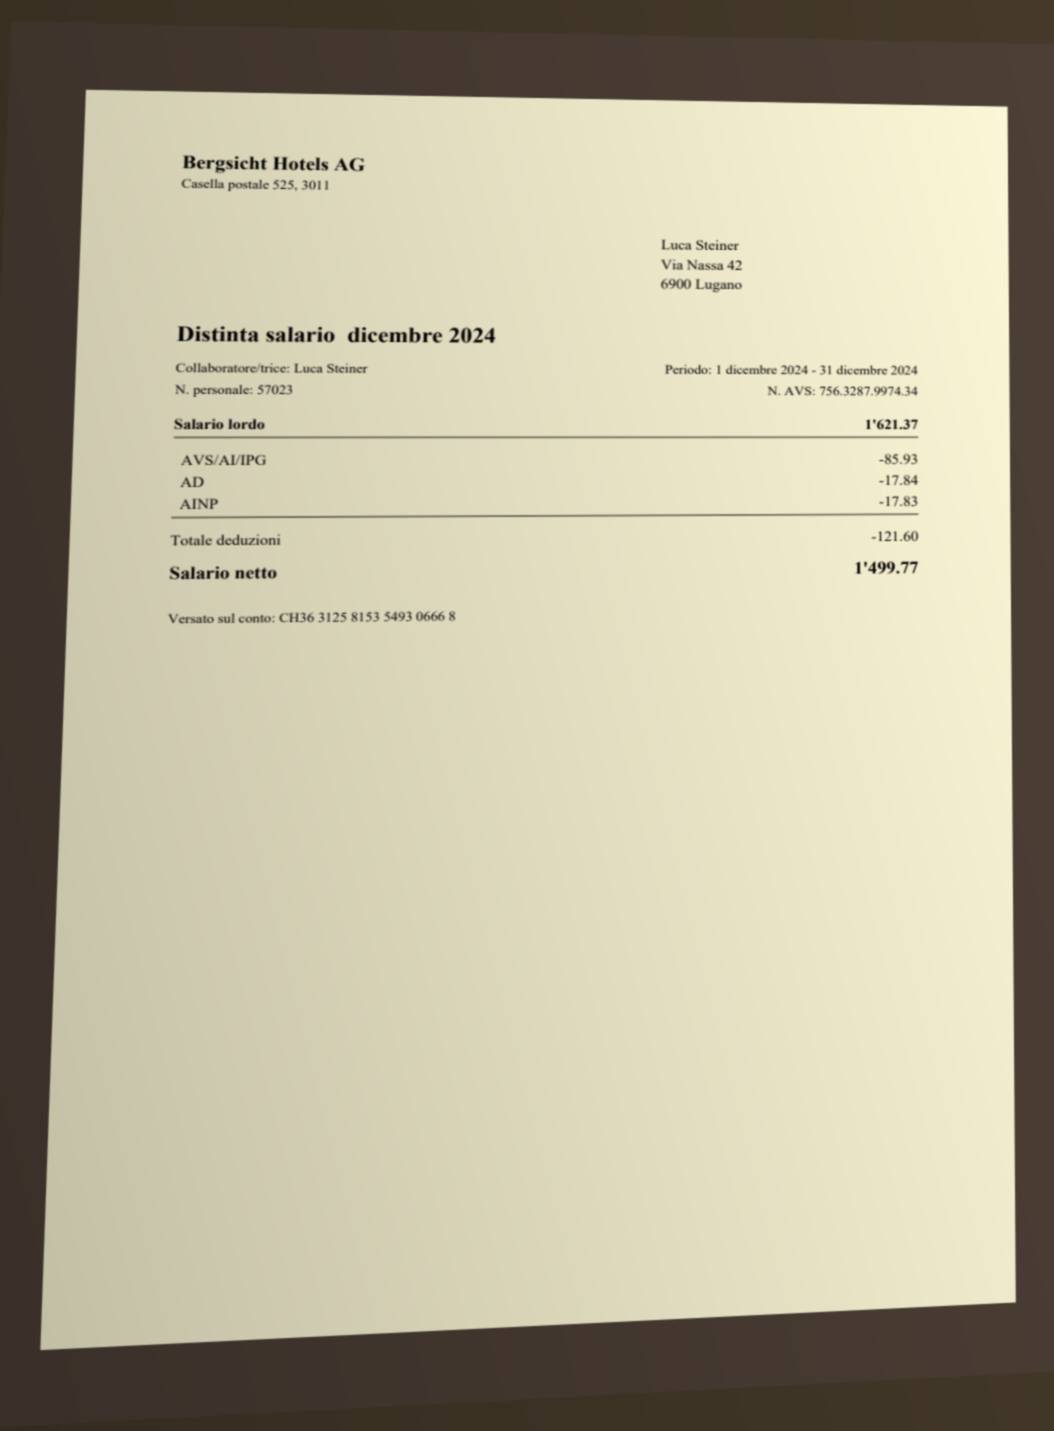 Bergsicht Hotels AG
Casella postale 525, 3011
Luca Steiner
Via Nassa 42
6900 Lugano
Distinta salario dicembre 2024
Collaboratore/trice: Luca Steiner Periodo: 1 dicembre 2024 - 31 dicembre 2024
N. personale: 57023 N. AVS: 756.3287.9974.34
Salario lordo 1'621.37
AVS/AI/IPG -85.93
AD -17.84
AINP -17.83
Totale deduzioni -121.60
Salario netto 1'499.77
Versato sul conto: CH36 3125 8153 5493 0666 8